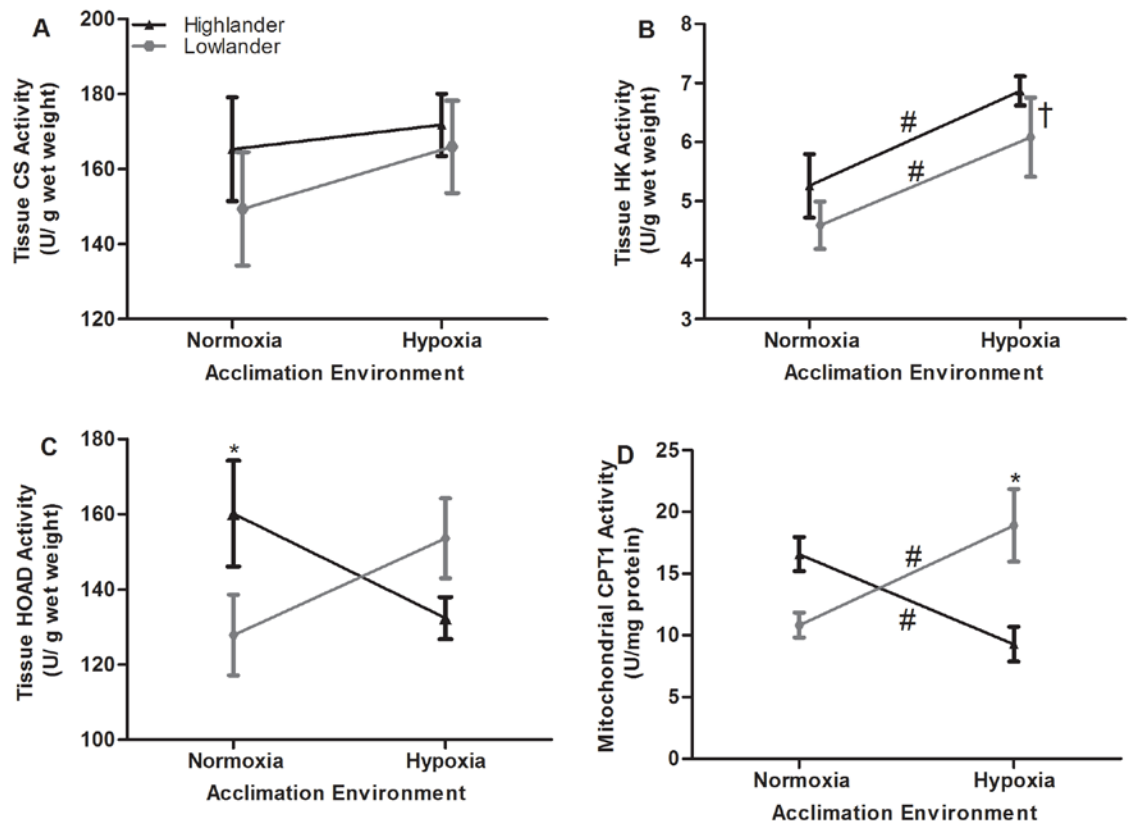 A
Highlander
Lowlander
Tissue CS Activity
(U/ g wet weight)
200
180
160
140
120
Normoxia Hypoxia
Acclimation Environment
B
Tissue HK Activity
(U/g wet weight)
8
7
6
5
4
3
#
#
†
Normoxia Hypoxia
Acclimation Environment
C
Tissue HOAD Activity
(U/ g wet weight)
180
160
140
120
100
*
Normoxia Hypoxia
Acclimation Environment
D
Mitochondrial CPT1 Activity
(U/mg protein)
25
20
15
10
5
0
*
#
#
Normoxia Hypoxia
Acclimation Environment